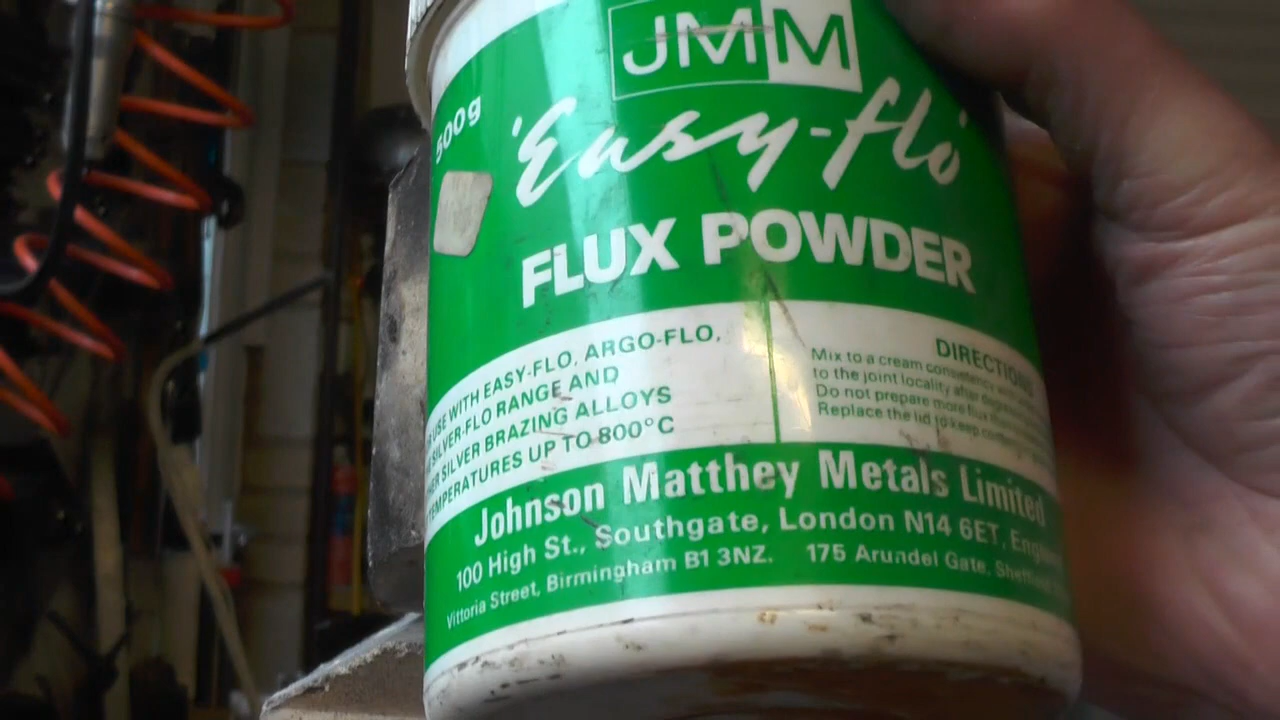 JMM
500g
'Easy-flo'
FLUX POWDER
USE WITH EASY-FLO, ARGO-FLO,
SILVER-FLO RANGE AND
SILVER BRAZING ALLOYS
TEMPERATURES UP TO 800°C
DIRECTIONS
Mix to a cream consistency
to the joint locality after
Do not prepare more flux
Replace the lid to keep
Johnson Matthey Metals Limited
100 High St., Southgate, London N14 6ET,
Vittoria Street, Birmingham B1 3NZ. 175 Arundel Gate,